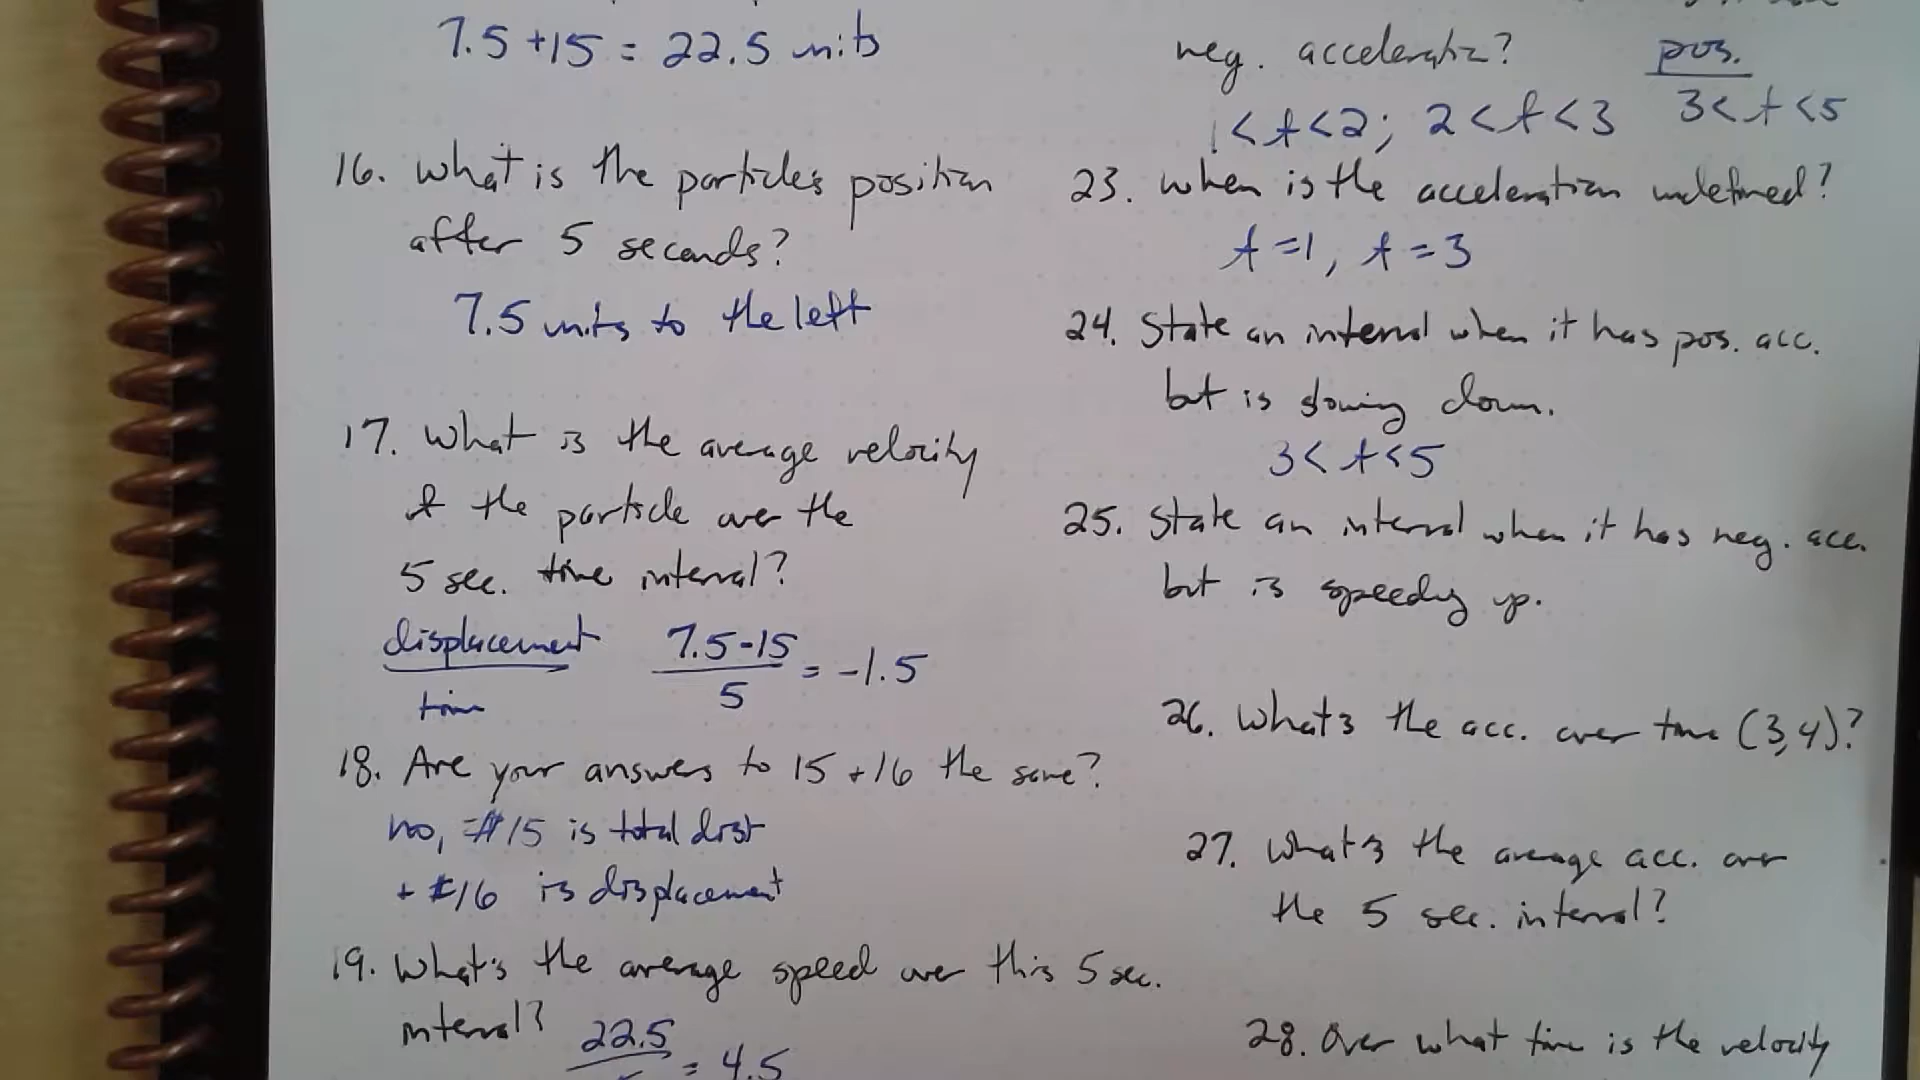 7.5 + 15 = 22.5 units
16. What is the particle's position
after 5 seconds?
7.5 units to the left
17. What is the average velocity
of the particle over the
5 sec. time interval?
displacement
time
7.5 - 15
5
= -1.5
18. Are your answers to 15 + 16 the same?
no, #15 is total dist
+ #16 is displacement
19. What's the average speed over this 5 sec.
interval?
22.5
= 4.5
neg. acceleration?
pos.
1 < t < 2; 2 < t < 3
3 < t < 5
23. When is the acceleration undefined?
t = 1, t = 3
24. State an interval when it has pos. acc.
but is slowing down.
3 < t < 5
25. State an interval when it has neg. acc.
but is speeding up.
26. What's the acc. over time (3,4)?
27. What's the average acc. over
the 5 sec. interval?
28. Over what time is the velocity